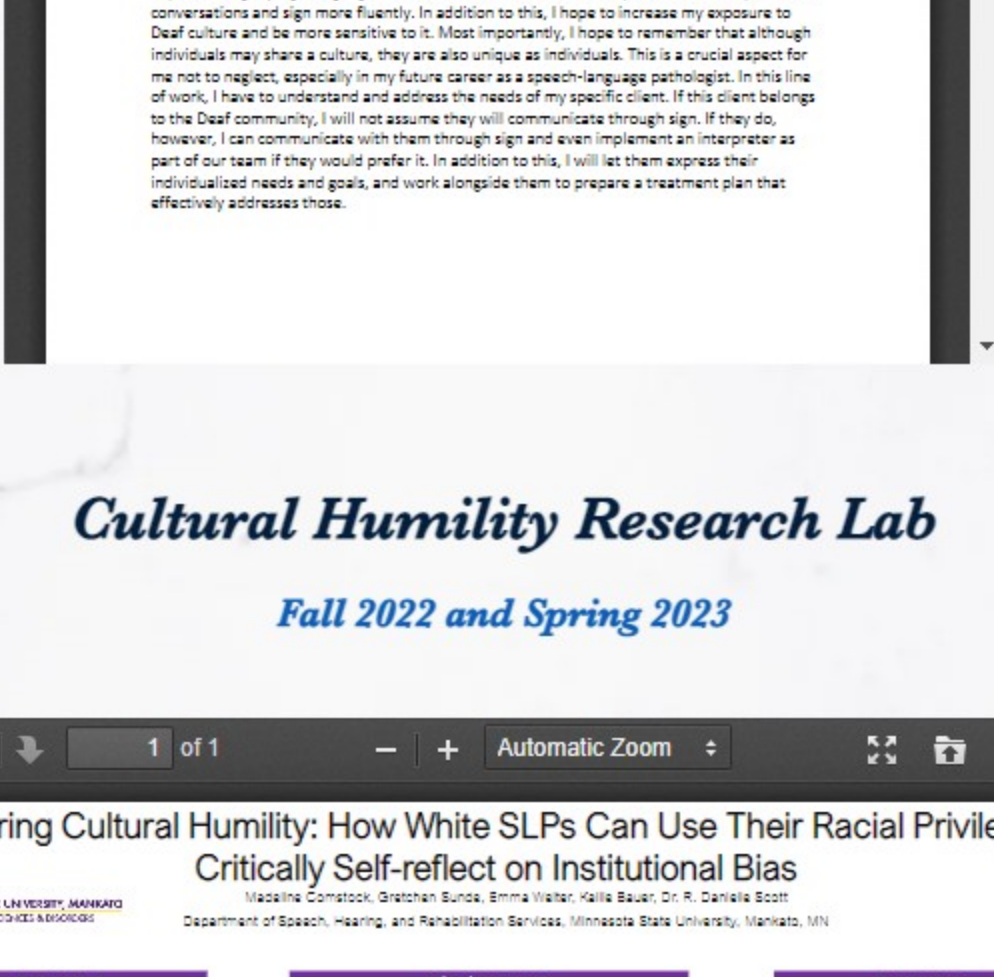 conversations and sign more fluently. In addition to this, I hope to increase my exposure to
Deaf culture and be more sensitive to it. Most importantly, I hope to remember that although
individuals may share a culture, they are also unique as individuals. This is a crucial aspect for
me not to neglect, especially in my future career as a speech-language pathologist. In this line
of work, I have to understand and address the needs of my specific client. If this client belongs
to the Deaf community, I will not assume they will communicate through sign. If they do,
however, I can communicate with them through sign and even implement an interpreter as
part of our team if they would prefer it. In addition to this, I will let them express their
individualized needs and goals, and work alongside them to prepare a treatment plan that
effectively addresses those.
Cultural Humility Research Lab
Fall 2022 and Spring 2023
1 of 1
Automatic Zoom
ring Cultural Humility: How White SLPs Can Use Their Racial Privile
Critically Self-reflect on Institutional Bias
Madeline Comstock, Gretchen Sunde, Emma Welter, Kallie Bauer, Dr. R. Danielle Scott
UNIVERSITY, MANKATO
& DISORDERS
Department of Speech, Hearing, and Rehabilitation Services, Minnesota State University, Mankato, MN